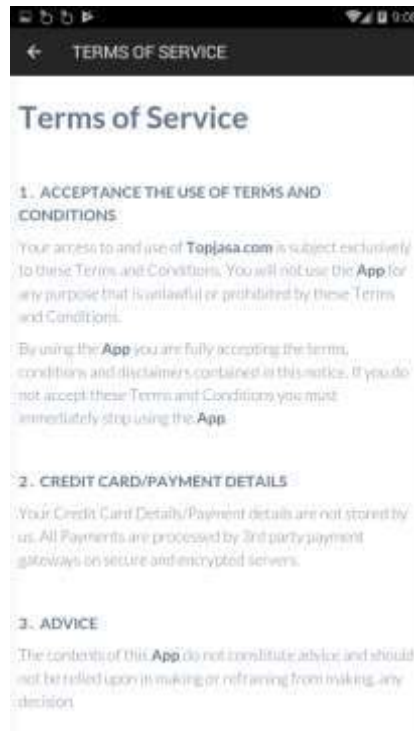 9:06
TERMS OF SERVICE
Terms of Service
1. ACCEPTANCE THE USE OF TERMS AND
CONDITIONS
Your access to and use of Topjasa.com is subject exclusively
to these Terms and Conditions. You will not use the App for
any purpose that is unlawful or prohibited by these Terms
and Conditions.
By using the App you are fully accepting the terms,
conditions and disclaimers contained in this notice. If you do
not accept these Terms and Conditions you must
immediately stop using the App.
2. CREDIT CARD/PAYMENT DETAILS
Your Credit Card Details/Payment details are not stored by
us. All Payments are processed by 3rd party payment
gateways on secure and encrypted servers.
3. ADVICE
The contents of this App do not constitute advice and should
not be relied upon in making or refraining from making, any
decision